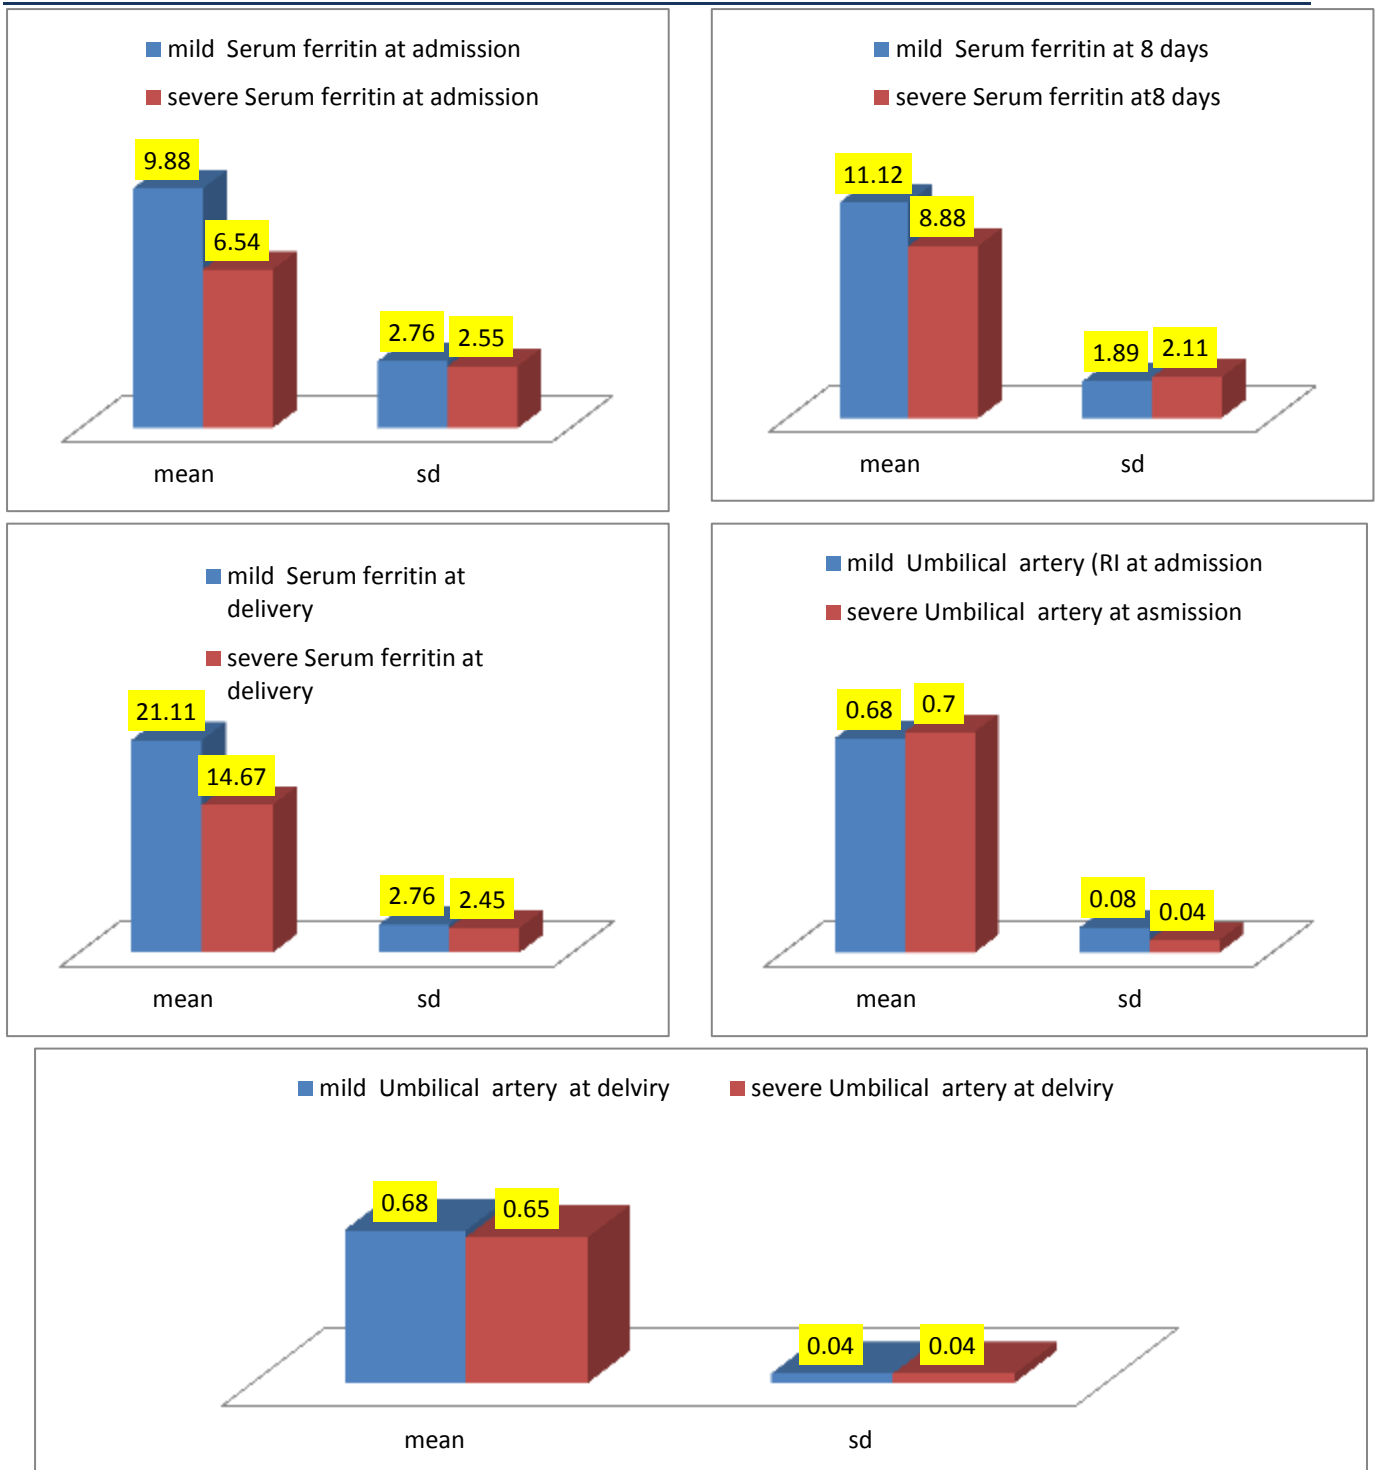 mild  Serum ferritin at admission
severe Serum ferritin at admission
9.88
6.54
2.76
2.55
mean
sd
mild  Serum ferritin at 8 days
severe Serum ferritin at8 days
11.12
8.88
1.89
2.11
mean
sd
mild  Serum ferritin at
delivery
severe Serum ferritin at
delivery
21.11
14.67
2.76
2.45
mean
sd
mild  Umbilical  artery (RI at admission
severe Umbilical  artery at asmission
0.68
0.7
0.08
0.04
mean
sd
mild  Umbilical  artery  at delviry
severe Umbilical  artery at delviry
0.68
0.65
0.04
0.04
mean
sd